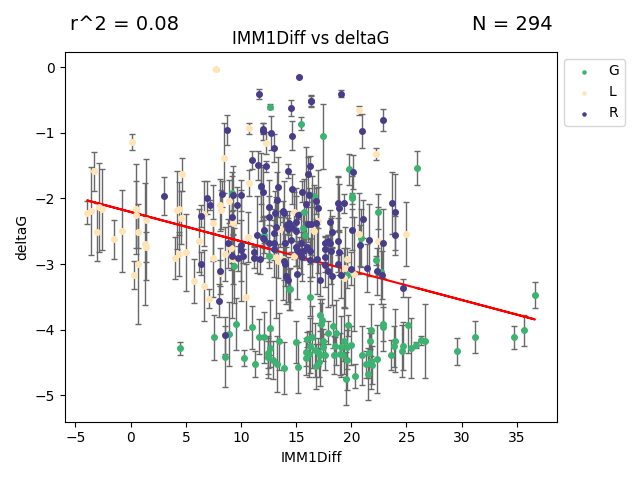 r^2 = 0.08 N = 294
IMM1Diff vs deltaG
G
L
R
0
−1
−2
−3
−4
−5
deltaG
−5 0 5 10 15 20 25 30 35
IMM1Diff